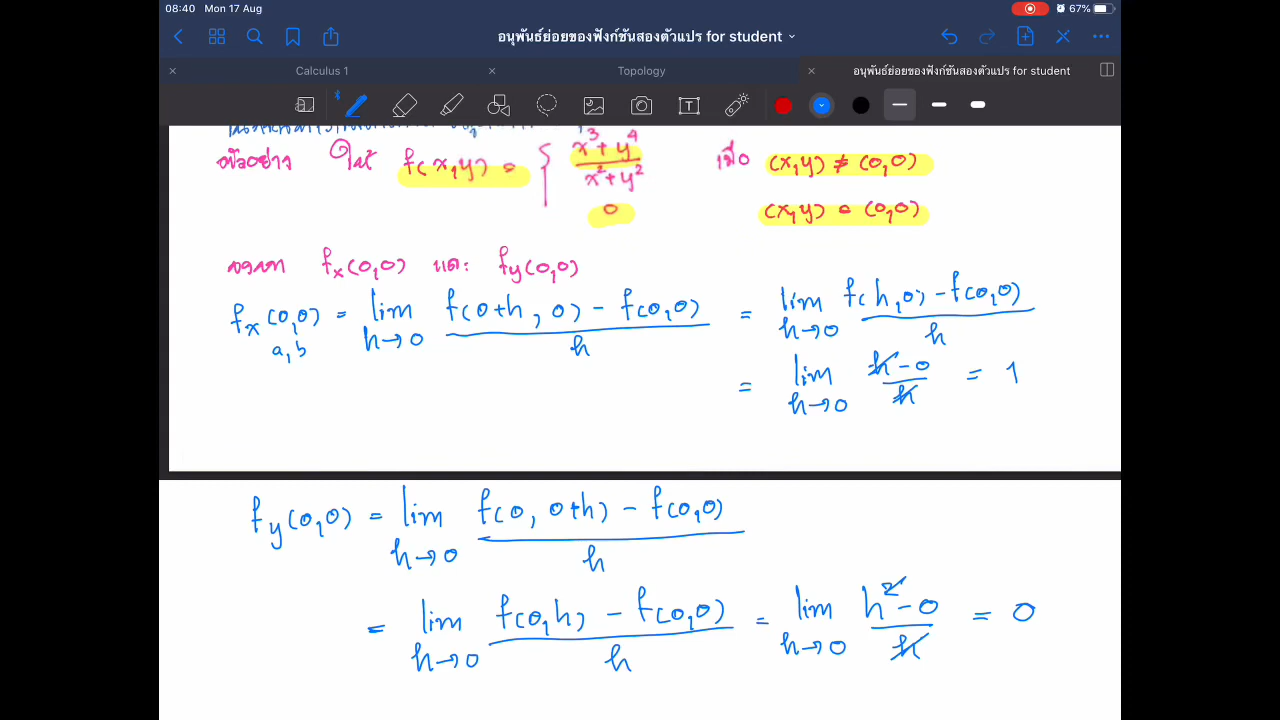 08:40 Mon 17 Aug 67%
อนุพันธ์ย่อยของฟังก์ชันสองตัวแปร for student
Calculus 1 Topology อนุพันธ์ย่อยของฟังก์ชันสองตัวแปร for student
ตัวอย่าง ให้ f(x,y) = { (x³+y⁴)/(x²+y²) เมื่อ (x,y) ≠ (0,0)
0 (x,y) = (0,0)
จงหา fₓ(0,0) และ f_y(0,0)
fₓ(0,0) = lim h→0 (f(0+h, 0) − f(0,0))/h = lim h→0 (f(h,0) − f(0,0))/h
a,b
= lim h→0 (h−0)/h = 1
f_y(0,0) = lim h→0 (f(0, 0+h) − f(0,0))/h
= lim h→0 (f(0,h) − f(0,0))/h = lim h→0 (h²−0)/h = 0